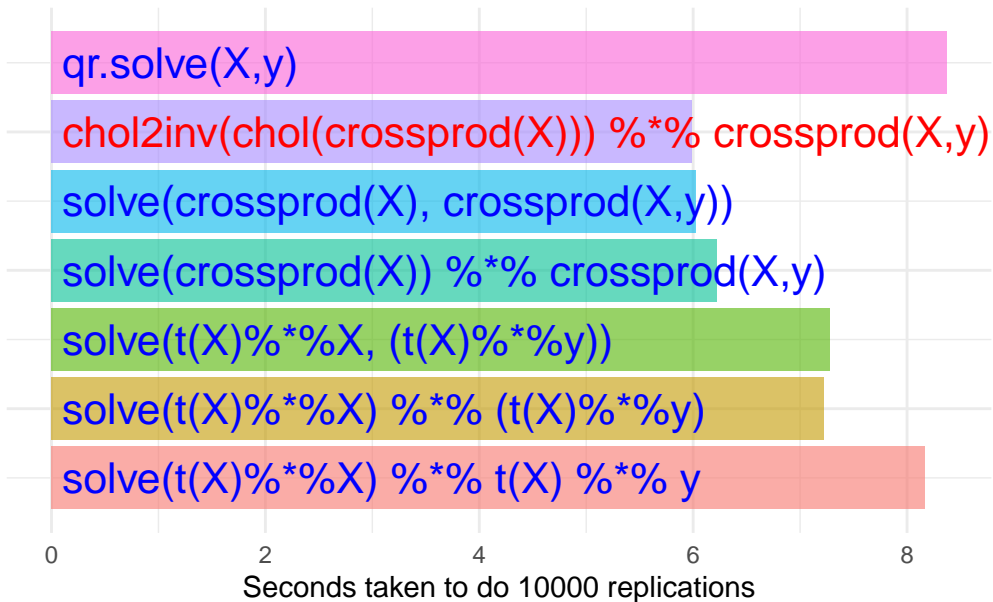 qr.solve(X,y)
chol2inv(chol(crossprod(X))) %*% crossprod(X,y)
solve(crossprod(X), crossprod(X,y))
solve(crossprod(X)) %*% crossprod(X,y)
solve(t(X)%*%X, (t(X)%*%y))
solve(t(X)%*%X) %*% (t(X)%*%y)
solve(t(X)%*%X) %*% t(X) %*% y
0 2 4 6 8
Seconds taken to do 10000 replications